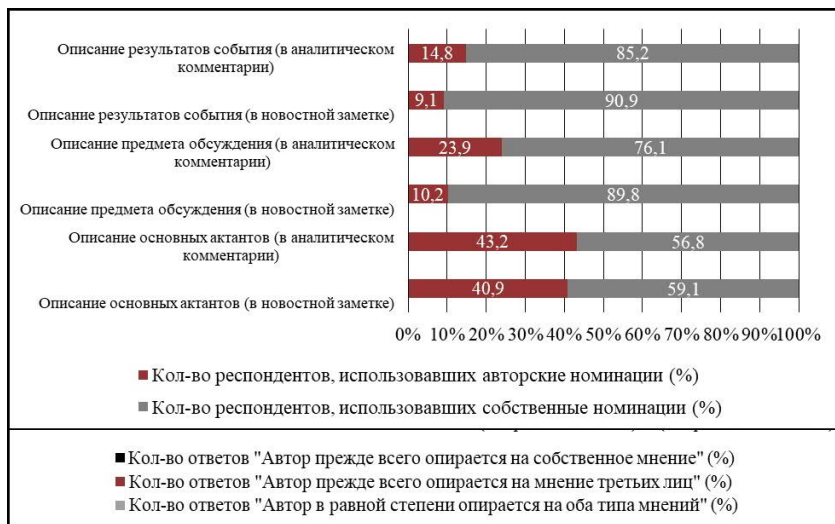 Описание результатов события (в аналитическом
комментарии)
14,8 85,2
Описание результатов события (в новостной заметке)
9,1 90,9
Описание предмета обсуждения (в аналитическом
комментарии)
23,9 76,1
Описание предмета обсуждения (в новостной заметке)
10,2 89,8
Описание основных актантов (в аналитическом
комментарии)
43,2 56,8
Описание основных актантов (в новостной заметке)
40,9 59,1
0% 10% 20% 30% 40% 50% 60% 70% 80% 90% 100%
Кол-во респондентов, использовавших авторские номинации (%)
Кол-во респондентов, использовавших собственные номинации (%)
Кол-во ответов "Автор прежде всего опирается на собственное мнение" (%)
Кол-во ответов "Автор прежде всего опирается на мнение третьих лиц" (%)
Кол-во ответов "Автор в равной степени опирается на оба типа мнений" (%)